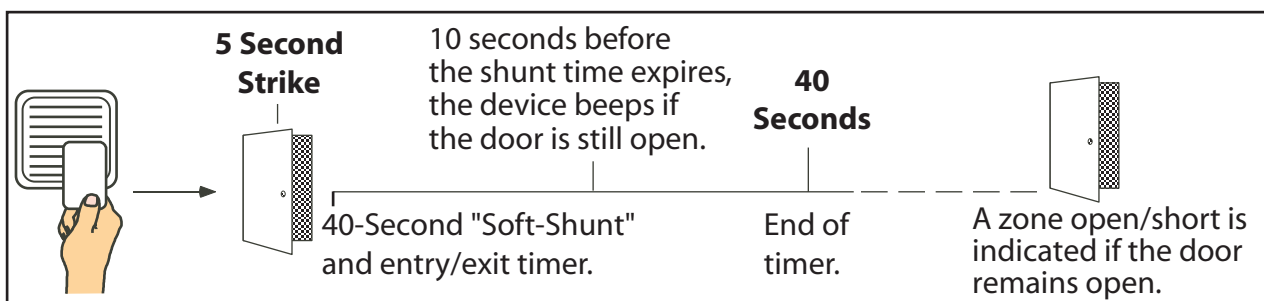 5 Second
Strike
10 seconds before
the shunt time expires,
the device beeps if
the door is still open.
40
Seconds
40-Second "Soft-Shunt"
and entry/exit timer.
End of
timer.
A zone open/short is
indicated if the door
remains open.